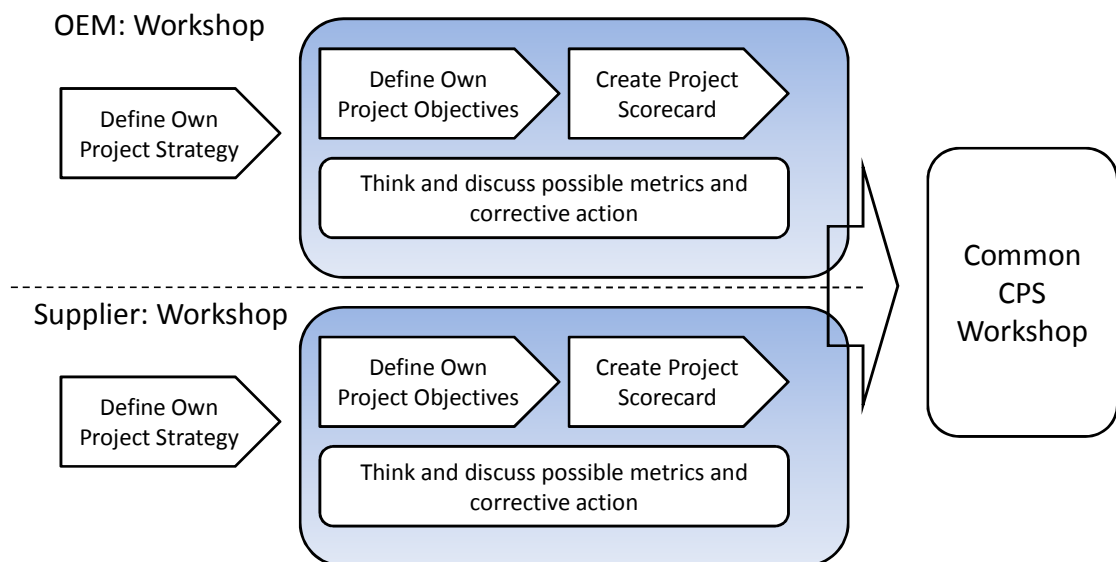 OEM: Workshop
Define Own
Project Strategy
Define Own
Project Objectives
Create Project
Scorecard
Think and discuss possible metrics and
corrective action
Supplier: Workshop
Define Own
Project Strategy
Define Own
Project Objectives
Create Project
Scorecard
Think and discuss possible metrics and
corrective action
Common
CPS
Workshop